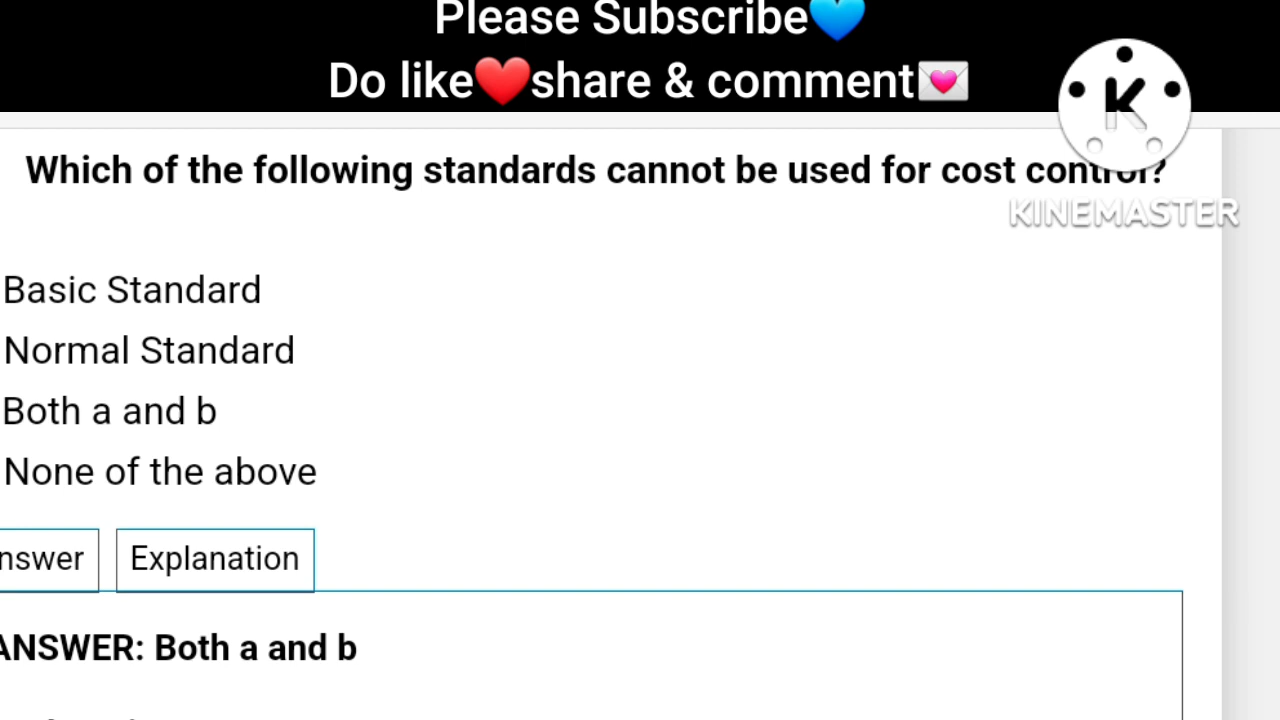 Please Subscribe💙
Do like❤️share & comment💌
Which of the following standards cannot be used for cost control?
KINEMASTER
Basic Standard
Normal Standard
Both a and b
None of the above
nswer Explanation
ANSWER: Both a and b